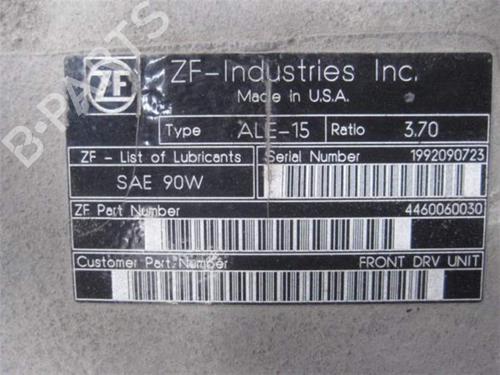 B-PARTS
ZF
ZF-Industries Inc.
Made in U.S.A.
Type ALE-15 Ratio 3.70
ZF - List of Lubricants Serial Number 1992090723
SAE 90W
ZF Part Number 4460060030
Customer Part Number FRONT DRV UNIT